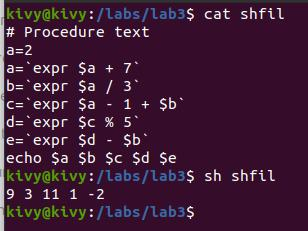 kivy@kivy:/labs/lab3$ cat shfil
# Procedure text
a=2
a=`expr $a + 7`
b=`expr $a / 3`
c=`expr $a - 1 + $b`
d=`expr $c % 5`
e=`expr $d - $b`
echo $a $b $c $d $e
kivy@kivy:/labs/lab3$ sh shfil
9 3 11 1 -2
kivy@kivy:/labs/lab3$